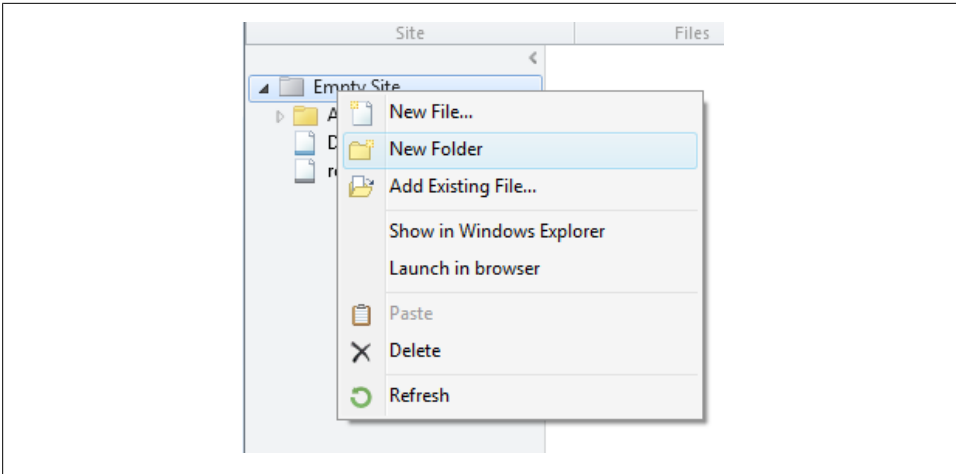 Site Files
Empty Site
New File...
New Folder
Add Existing File...
Show in Windows Explorer
Launch in browser
Paste
Delete
Refresh